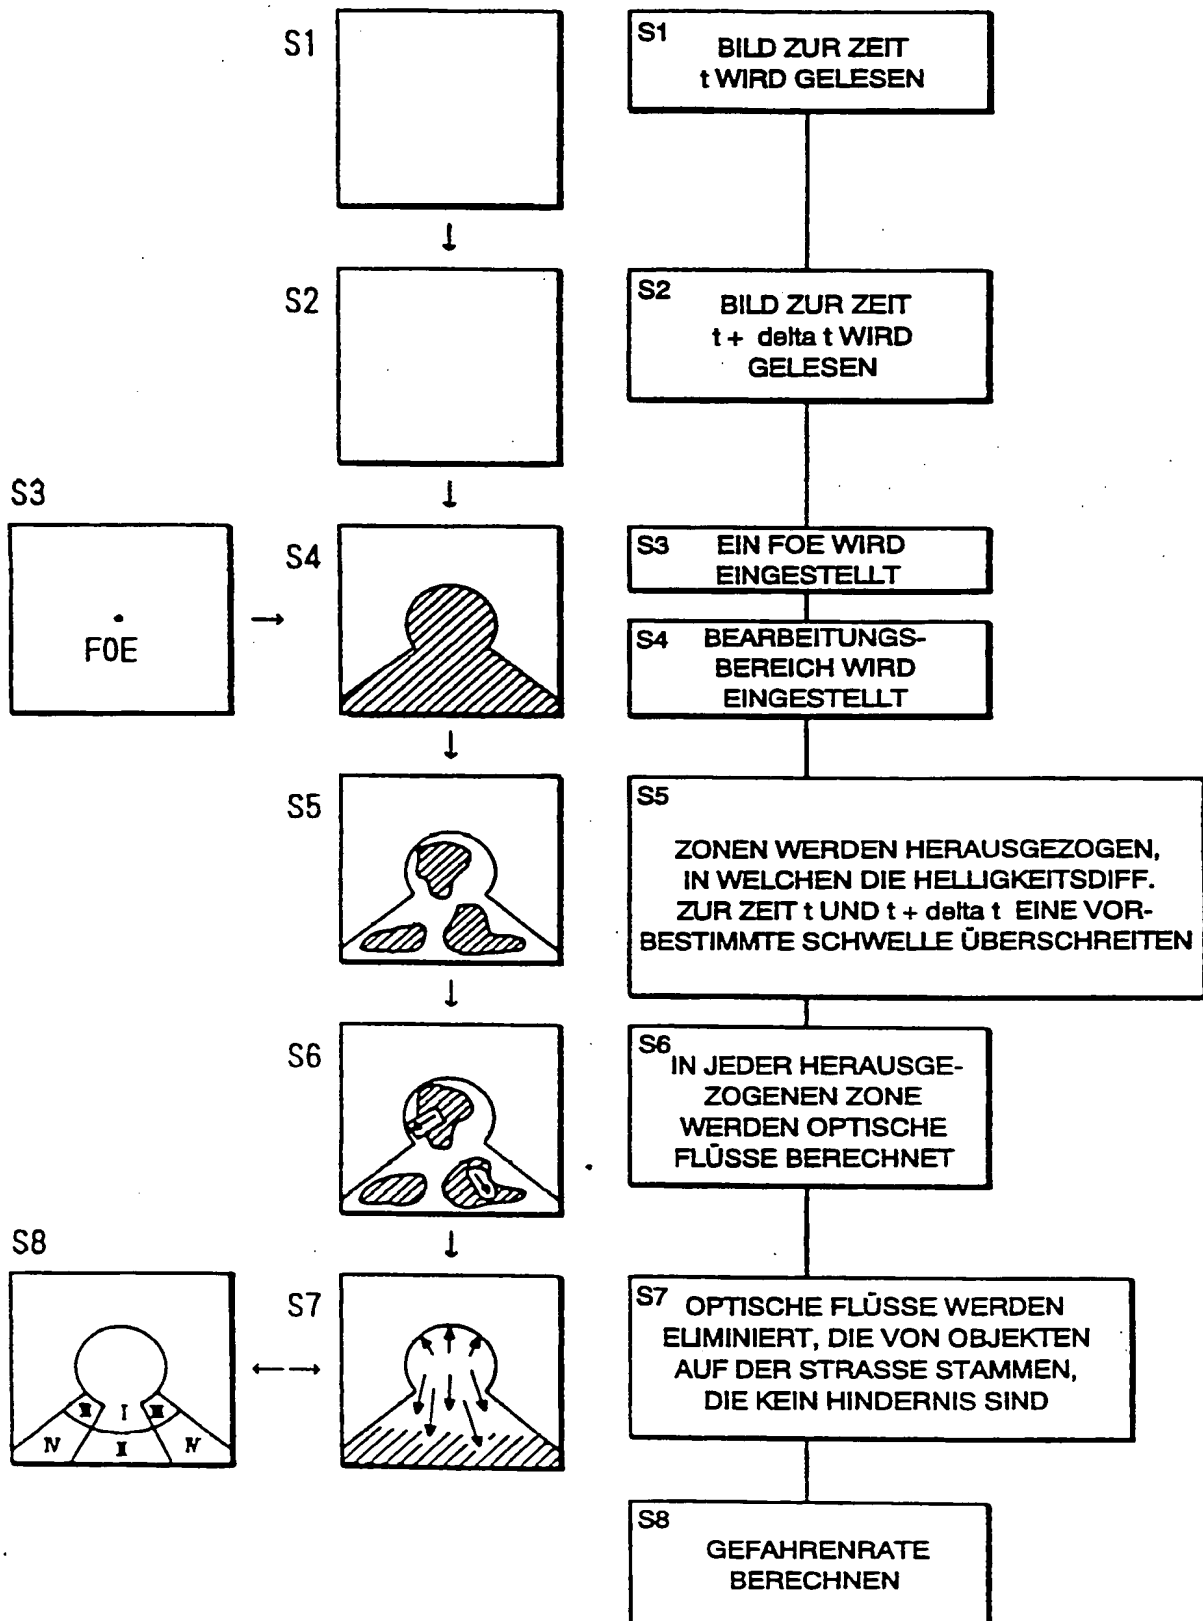 S1
S1
BILD ZUR ZEIT
t WIRD GELESEN
S2
S2
BILD ZUR ZEIT
t + delta t WIRD
GELESEN
S3
FOE
S4
S3 EIN FOE WIRD
EINGESTELLT
S4 BEARBEITUNGS-
BEREICH WIRD
EINGESTELLT
S5
S5
ZONEN WERDEN HERAUSGEZOGEN,
IN WELCHEN DIE HELLIGKEITSDIFF.
ZUR ZEIT t UND t + delta t EINE VOR-
BESTIMMTE SCHWELLE ÜBERSCHREITEN
S6
S6
IN JEDER HERAUSGE-
ZOGENEN ZONE
WERDEN OPTISCHE
FLÜSSE BERECHNET
S8
III I III
IV II IV
S7
S7 OPTISCHE FLÜSSE WERDEN
ELIMINIERT, DIE VON OBJEKTEN
AUF DER STRASSE STAMMEN,
DIE KEIN HINDERNIS SIND
S8
GEFAHRENRATE
BERECHNEN